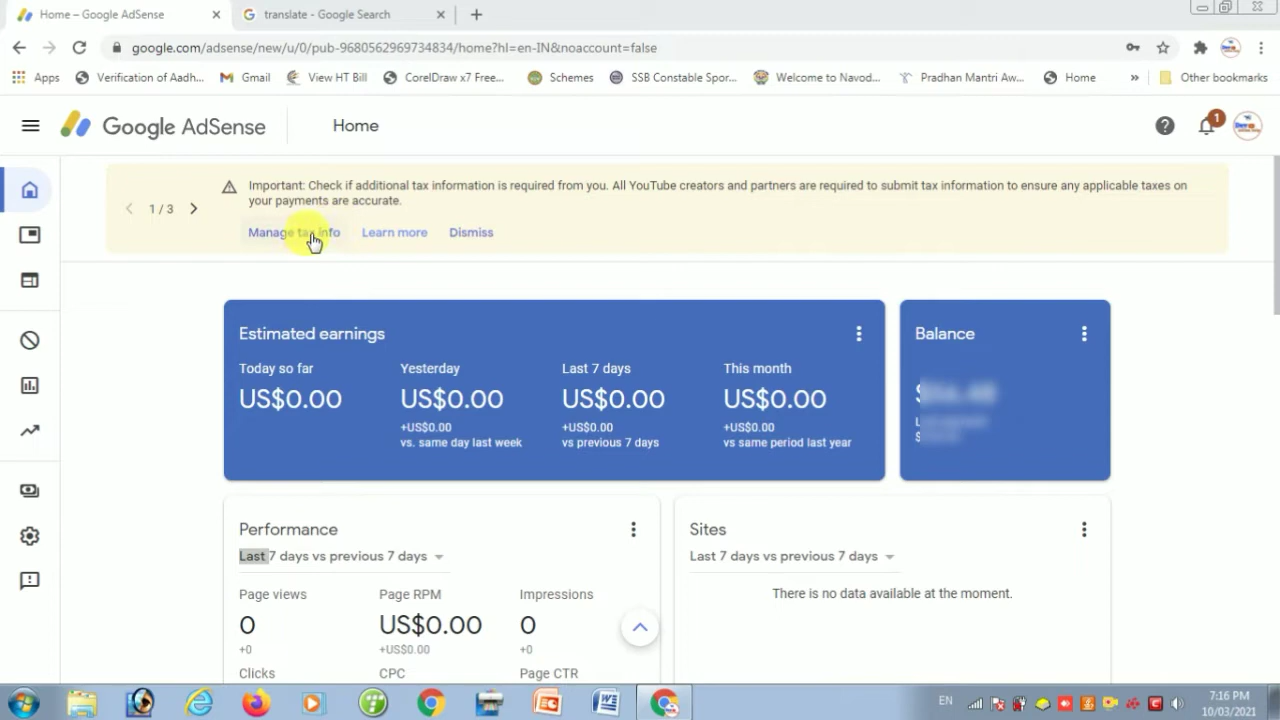 Home – Google AdSense
translate - Google Search
google.com/adsense/new/u/0/pub-9680562969734834/home?hl=en-IN&noaccount=false
Apps Verification of Aadh... Gmail View HT Bill CorelDraw x7 Free... Schemes SSB Constable Spor... Welcome to Navod... Pradhan Mantri Aw... Home » Other bookmarks
Google AdSense Home 1
Important: Check if additional tax information is required from you. All YouTube creators and partners are required to submit tax information to ensure any applicable taxes on
1 / 3
your payments are accurate.
Manage tax info Learn more Dismiss
Estimated earnings
Today so far Yesterday Last 7 days This month
US$0.00 US$0.00 US$0.00 US$0.00
+US$0.00 +US$0.00 +US$0.00
vs. same day last week vs previous 7 days vs same period last year
Balance
Performance
Last 7 days vs previous 7 days
Page views Page RPM Impressions
0 US$0.00 0
+0 +US$0.00 +0
Clicks CPC Page CTR
Sites
Last 7 days vs previous 7 days
There is no data available at the moment.
EN
7:16 PM
10/03/2021